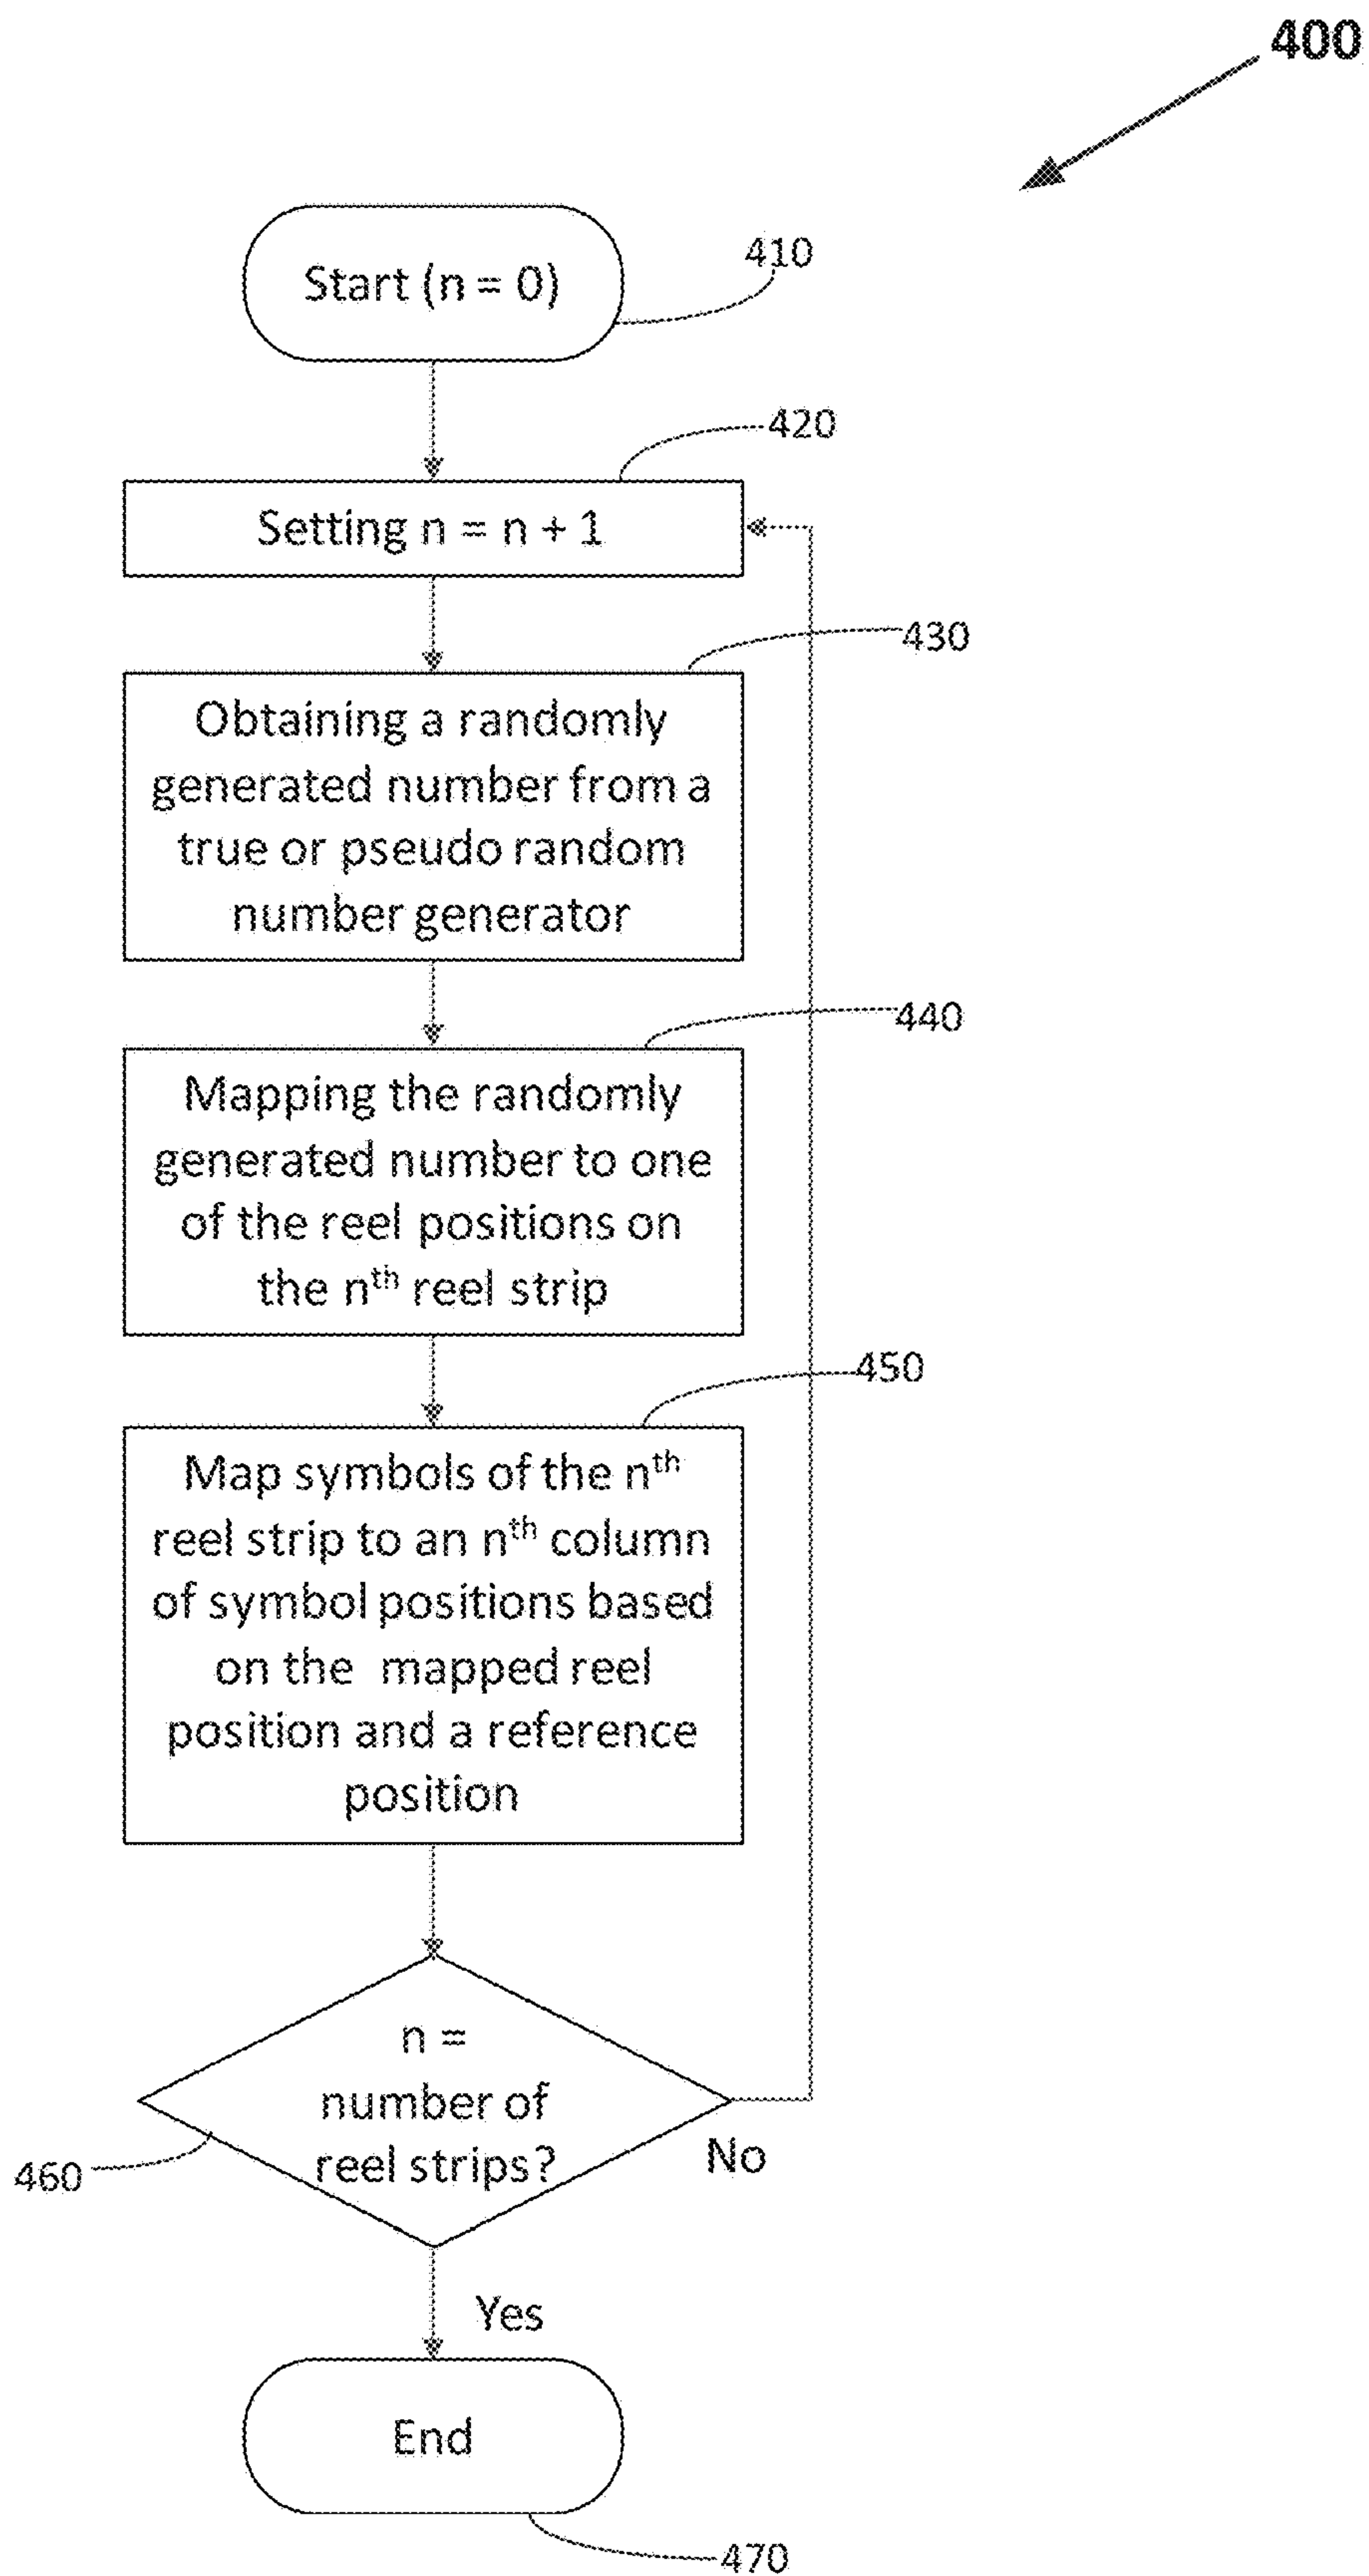 400
Start (n = 0)
410
420
Setting n = n + 1
430
Obtaining a randomly
generated number from a
true or pseudo random
number generator
440
Mapping the randomly
generated number to one
of the reel positions on
the nth reel strip
450
Map symbols of the nth
reel strip to an nth column
of symbol positions based
on the mapped reel
position and a reference
position
n =
number of
reel strips?
460
No
Yes
End
470